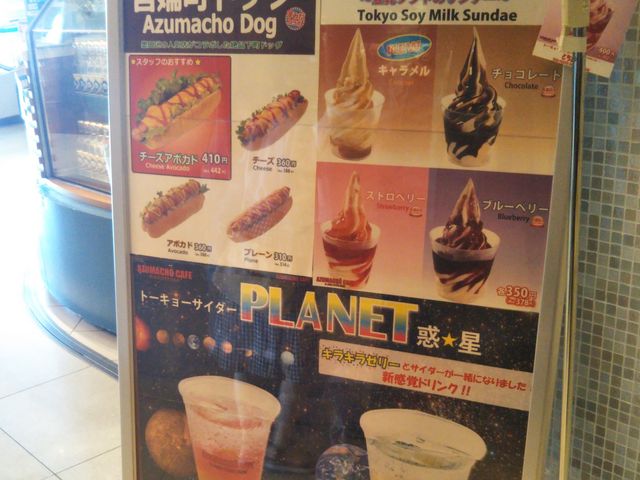 Azumacho Dog
Tokyo Soy Milk Sundae
★スタッフのおすすめ★
チーズアボカド 410円
Cheese Avocado
442
チーズ 360円
Cheese
アボカド 360円
Avocado
プレーン 310円
Plane
キャラメル
チョコレート
Chocolate
ストロベリー
Strawberry
ブルーベリー
Blueberry
各350円
378
AZUMACHO CAFE
トーキョーサイダー PLANET 惑★星
キラキラゼリーとサイダーが一緒になりました
新感覚ドリンク!!